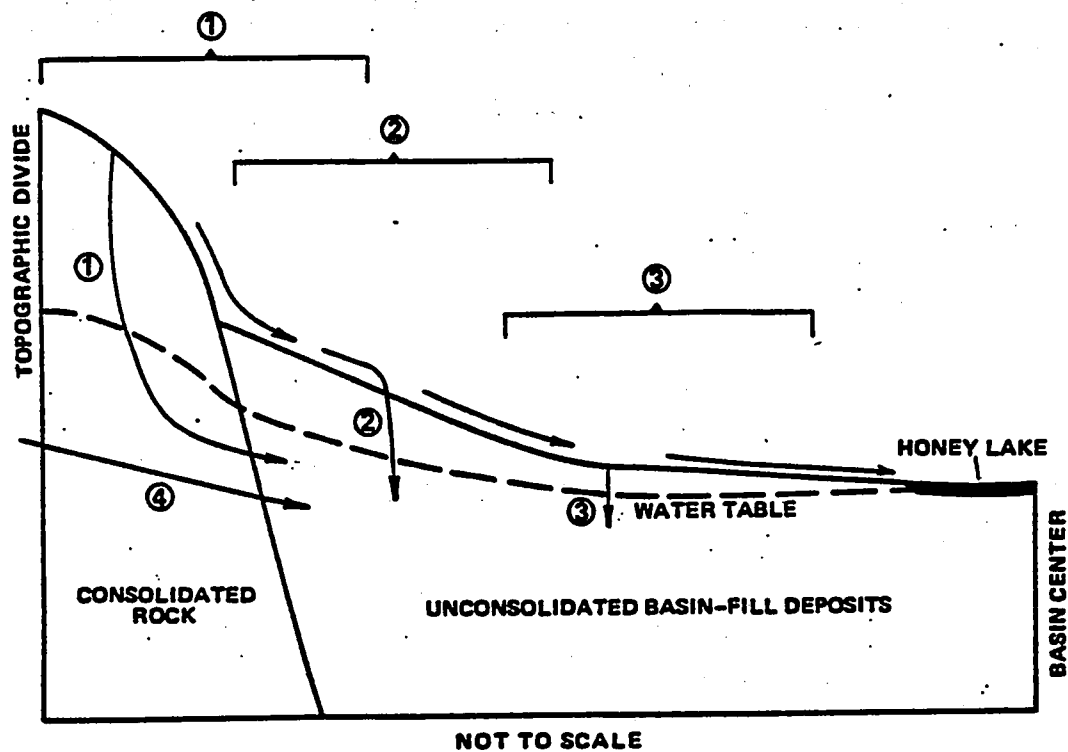 ①
②
③
TOPOGRAPHIC DIVIDE
①
②
HONEY LAKE
④
③
WATER TABLE
CONSOLIDATED
ROCK
UNCONSOLIDATED BASIN-FILL DEPOSITS
BASIN CENTER
NOT TO SCALE